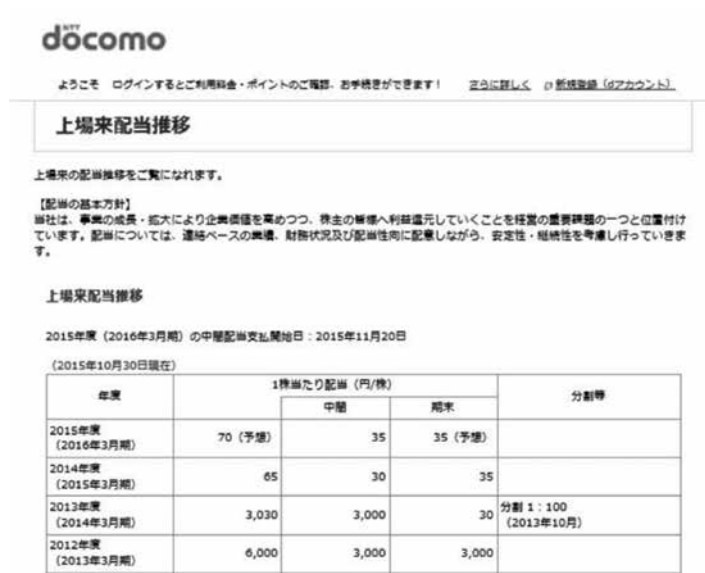 NTT
döcomo
ようこそ ログインするとご利用料金・ポイントのご確認、お手続きができます! さらに詳しく 新規登録(dアカウント)
上場来配当推移
上場来の配当推移をご覧になれます。
【配当の基本方針】
当社は、事業の成長・拡大により企業価値を高めつつ、株主の皆様へ利益還元していくことを経営の重要課題の一つと位置付け
ています。配当については、連結ベースの業績、財務状況及び配当性向に配意しながら、安定性・継続性を考慮し行っていきま
す。
上場来配当推移
2015年度(2016年3月期)の中間配当支払開始日:2015年11月20日
(2015年10月30日現在)
年度 1株当たり配当(円/株) 分割等
中間 期末
2015年度
(2016年3月期) 70(予想) 35 35(予想)
2014年度
(2015年3月期) 65 30 35
2013年度
(2014年3月期) 3,030 3,000 30 分割 1:100
(2013年10月)
2012年度
(2013年3月期) 6,000 3,000 3,000